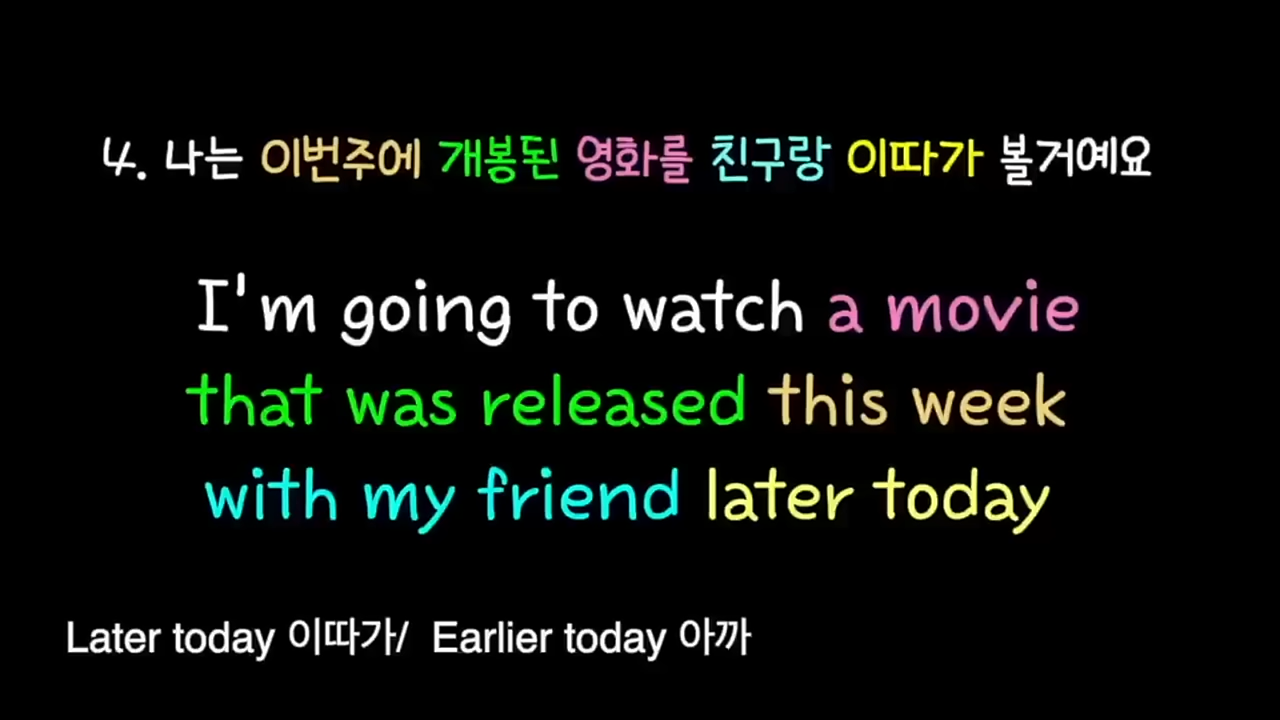 4. 나는 이번주에 개봉된 영화를 친구랑 이따가 볼거예요
I'm going to watch a movie
that was released this week
with my friend later today
Later today 이따가/ Earlier today 아까